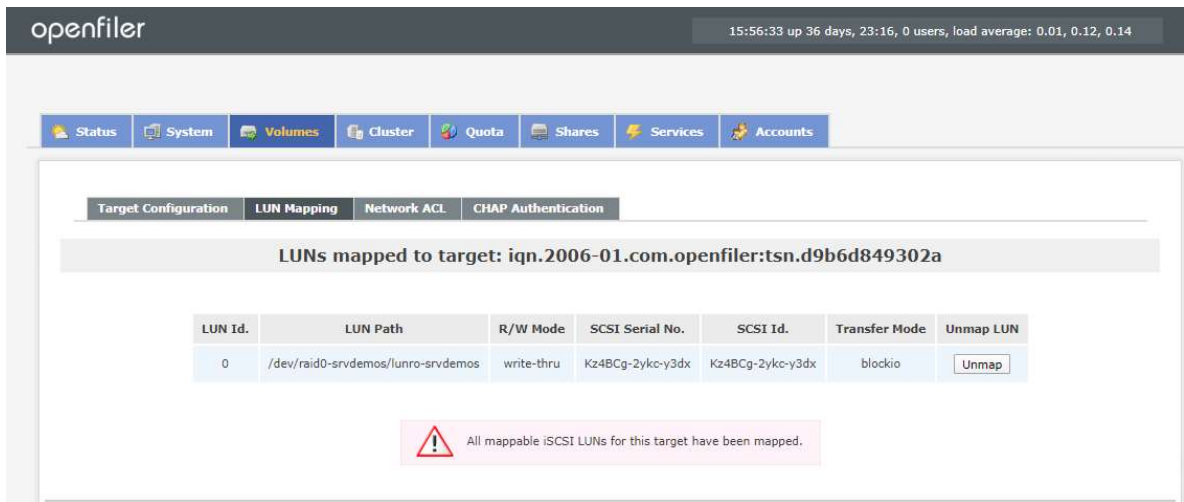 openfiler
15:56:33 up 36 days, 23:16, 0 users, load average: 0.01, 0.12, 0.14
Status System Volumes Cluster Quota Shares Services Accounts
Target Configuration LUN Mapping Network ACL CHAP Authentication
LUNs mapped to target: iqn.2006-01.com.openfiler:tsn.d9b6d849302a
LUN Id. LUN Path R/W Mode SCSI Serial No. SCSI Id. Transfer Mode Unmap LUN
0 /dev/raid0-srvdemos/lunro-srvdemos write-thru Kz4BCg-2ykc-y3dx Kz4BCg-2ykc-y3dx blockio Unmap
All mappable iSCSI LUNs for this target have been mapped.